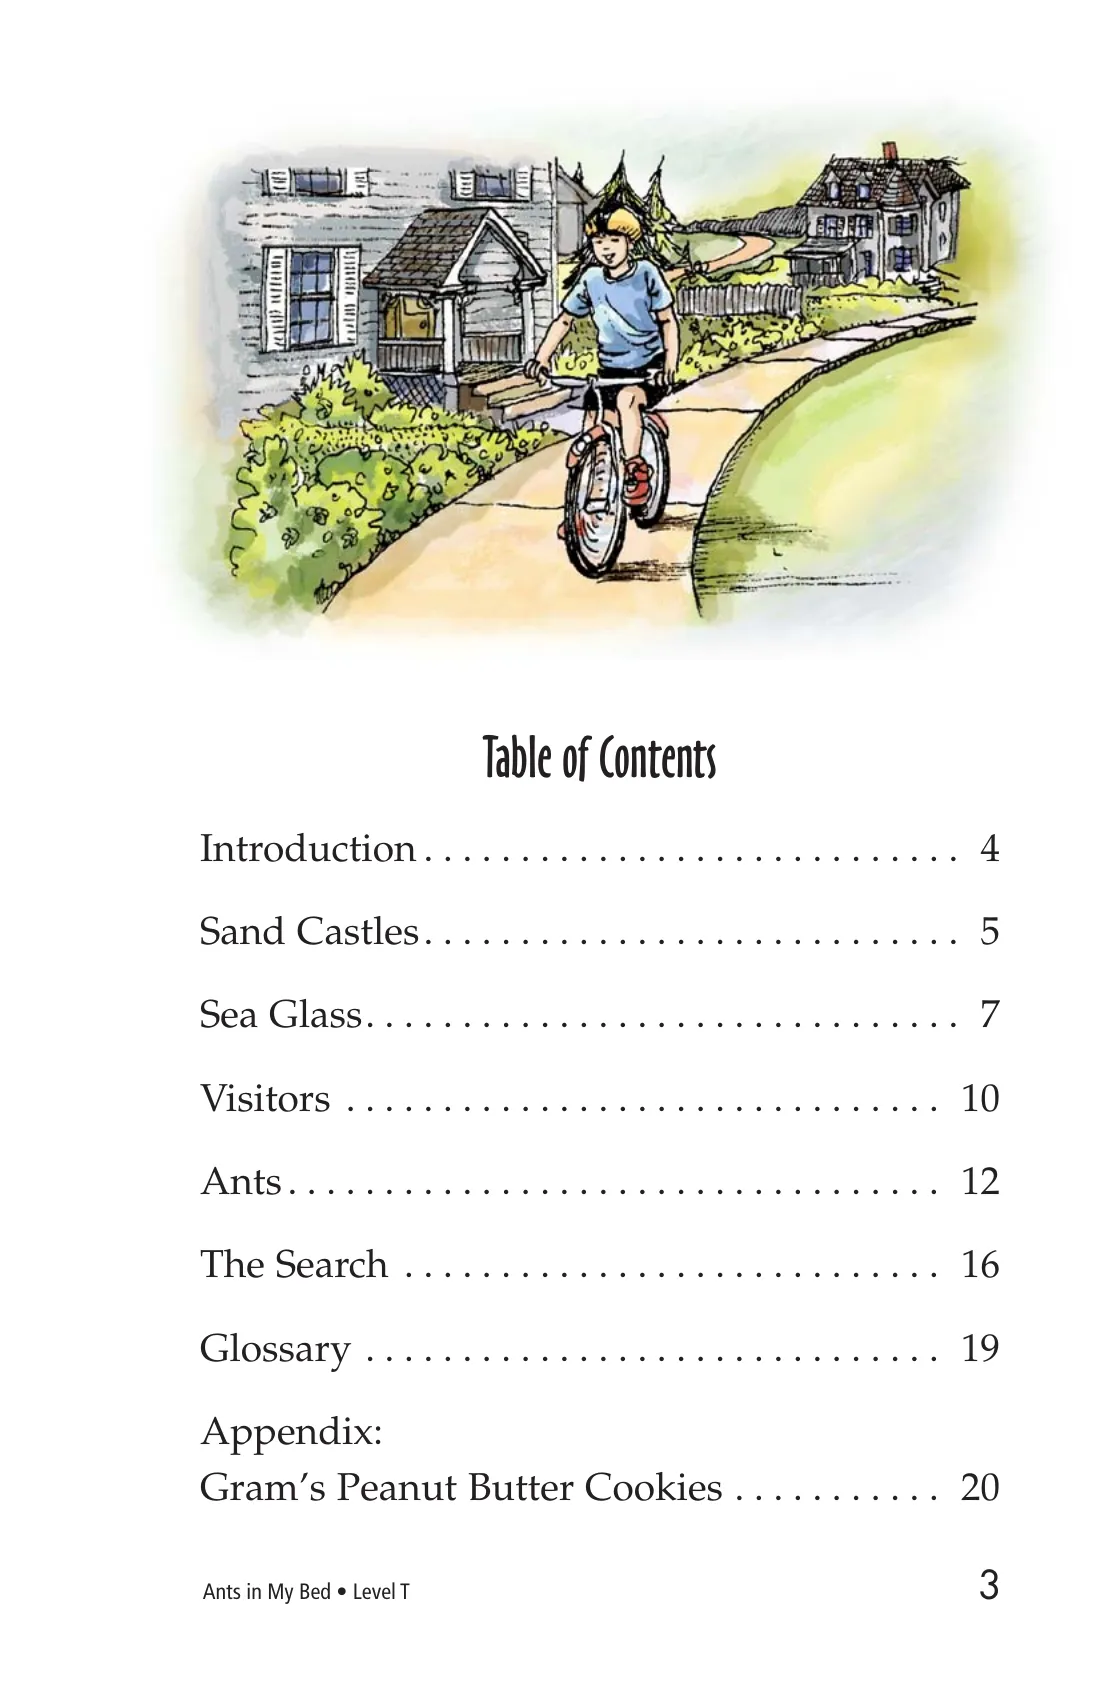 Table of Contents
Introduction . . . . . . . . . . . . . . . . . . . . . . . . . . . . 4
Sand Castles . . . . . . . . . . . . . . . . . . . . . . . . . . . . 5
Sea Glass . . . . . . . . . . . . . . . . . . . . . . . . . . . . . . . 7
Visitors . . . . . . . . . . . . . . . . . . . . . . . . . . . . . . . 10
Ants . . . . . . . . . . . . . . . . . . . . . . . . . . . . . . . . . . 12
The Search . . . . . . . . . . . . . . . . . . . . . . . . . . . . 16
Glossary . . . . . . . . . . . . . . . . . . . . . . . . . . . . . . 19
Appendix:
Gram’s Peanut Butter Cookies . . . . . . . . . . . 20
Ants in My Bed • Level T 3